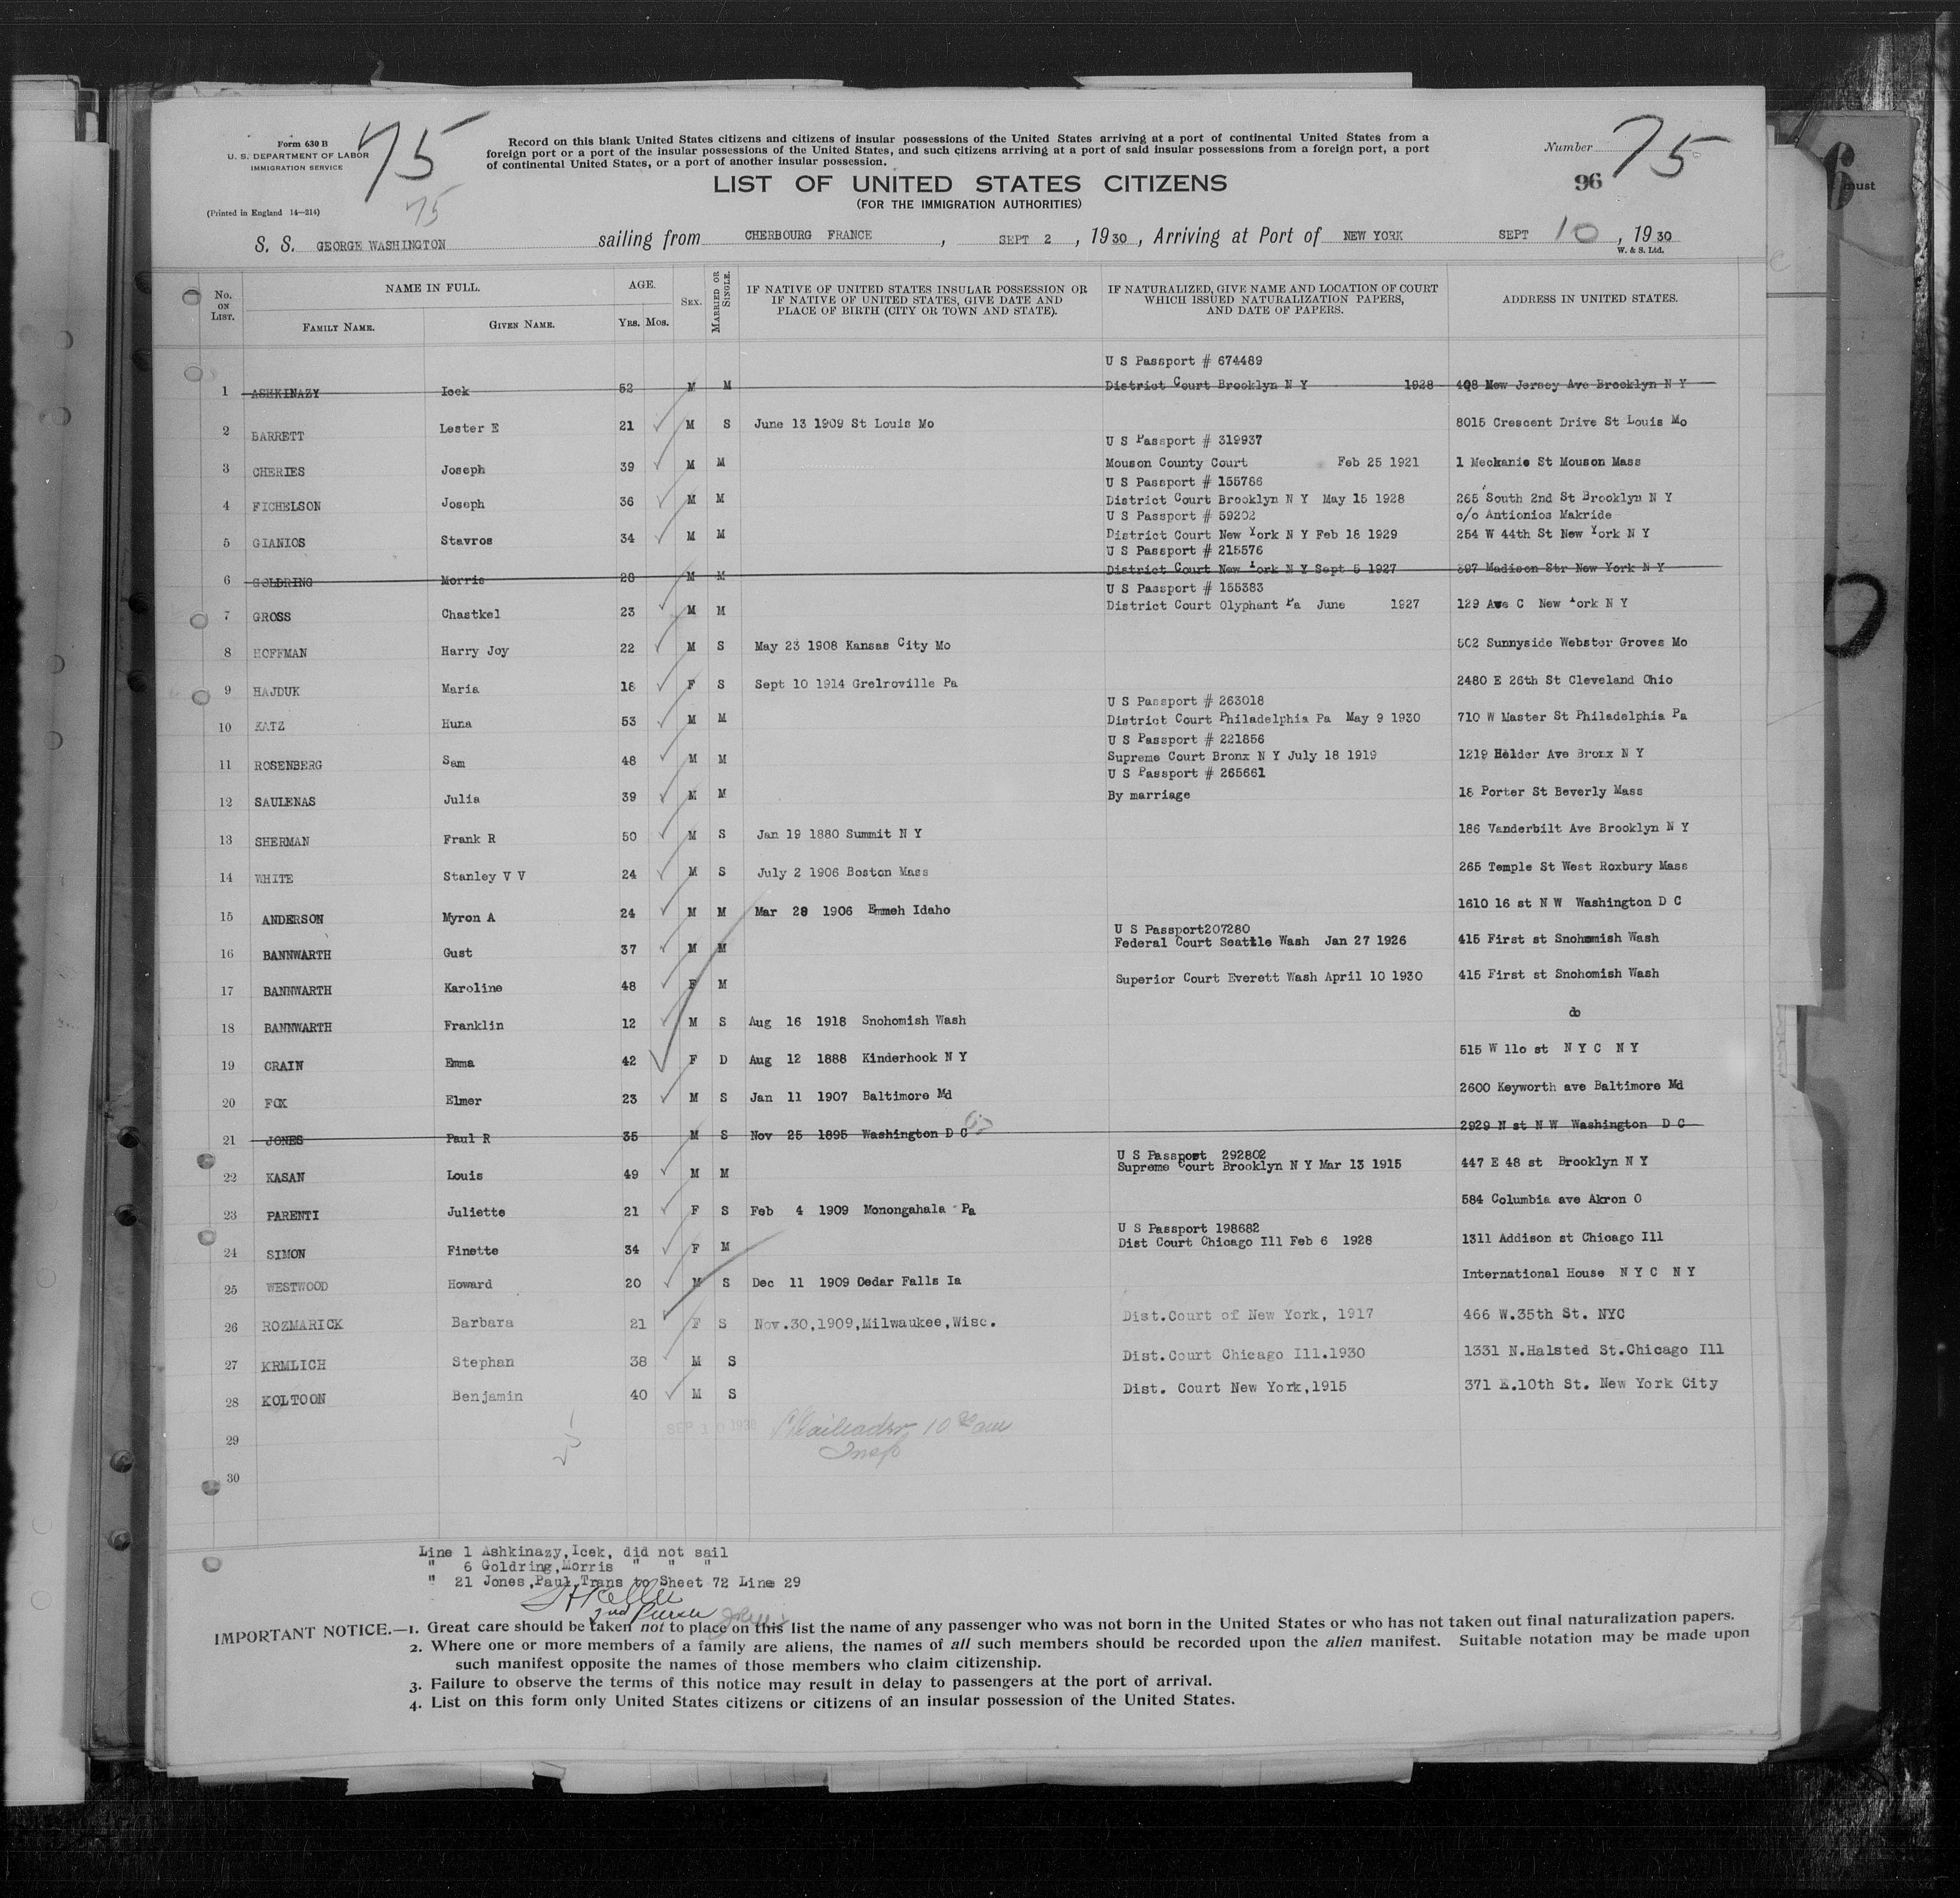 Form 630 B
U. S. DEPARTMENT OF LABOR
IMMIGRATION SERVICE
(Printed in England 14—214)
75
75
Record on this blank United States citizens and citizens of insular possessions of the United States arriving at a port of continental United States from a
foreign port or a port of the insular possessions of the United States, and such citizens arriving at a port of said insular possessions from a foreign port, a port
of continental United States, or a port of another insular possession.
LIST OF UNITED STATES CITIZENS
(FOR THE IMMIGRATION AUTHORITIES)
Number 75
96
must
S. S. GEORGE WASHINGTON sailing from CHERBOURG FRANCE , SEPT 2 , 1930, Arriving at Port of NEW YORK SEPT 10 , 1930
W. & S. Ltd.
No. ON LIST. NAME IN FULL. FAMILY NAME. GIVEN NAME. AGE. YRS. MOS. SEX. MARRIED OR SINGLE. IF NATIVE OF UNITED STATES INSULAR POSSESSION OR IF NATIVE OF UNITED STATES, GIVE DATE AND PLACE OF BIRTH (CITY OR TOWN AND STATE). IF NATURALIZED, GIVE NAME AND LOCATION OF COURT WHICH ISSUED NATURALIZATION PAPERS, AND DATE OF PAPERS. ADDRESS IN UNITED STATES.
U S Passport # 674489
1 ASHKINAZY Icek 52 M M District Court Brooklyn N Y 1928 408 New Jersey Ave Brooklyn N Y
2 BARRETT Lester E 21 M S June 13 1909 St Louis Mo 8015 Crescent Drive St Louis Mo
U S Passport # 319937
3 CHERIES Joseph 39 M M Mouson County Court Feb 25 1921 1 Meckanie St Mouson Mass
U S Passport # 155786
4 FICHELSON Joseph 36 M M District Court Brooklyn N Y May 15 1928 265 South 2nd St Brooklyn N Y
U S Passport # 59202 c/o Antionios Makride
5 GIANIOS Stavros 34 M M District Court New York N Y Feb 18 1929 254 W 44th St New York N Y
U S Passport # 215576
6 GOLDRING Morris 28 M M District Court New York N Y Sept 5 1927 397 Madison Str New York N Y
U S Passport # 155383
7 GROSS Chastkel 23 M M District Court Olyphant Pa June 1927 129 Ave C New York N Y
8 HOFFMAN Harry Joy 22 M S May 23 1908 Kansas City Mo 502 Sunnyside Webster Groves Mo
9 HAJDUK Maria 16 F S Sept 10 1914 Grelroville Pa 2480 E 26th St Cleveland Ohio
U S Passport # 263018
10 KATZ Huna 53 M M District Court Philadelphia Pa May 9 1930 710 W Master St Philadelphia Pa
U S Passport # 221856
11 ROSENBERG Sam 48 M M Supreme Court Bronx N Y July 18 1919 1219 Helder Ave Bronx N Y
U S Passport # 265661
12 SAULENAS Julia 39 M M By marriage 18 Porter St Beverly Mass
13 SHERMAN Frank R 50 M S Jan 19 1880 Summit N Y 186 Vanderbilt Ave Brooklyn N Y
14 WHITE Stanley V V 24 M S July 2 1906 Boston Mass 265 Temple St West Roxbury Mass
15 ANDERSON Myron A 24 M M Mar 28 1906 Emmeh Idaho 1610 16 st N W Washington D C
U S Passport207280
16 BANNWARTH Gust 37 M M Federal Court Seattle Wash Jan 27 1926 415 First st Snohomish Wash
17 BANNWARTH Karoline 48 F M Superior Court Everett Wash April 10 1930 415 First st Snohomish Wash
18 BANNWARTH Franklin 12 M S Aug 16 1918 Snohomish Wash do
19 CRAIN Emma 42 F D Aug 12 1888 Kinderhook N Y 515 W 11o st N Y C N Y
20 FOX Elmer 23 M S Jan 11 1907 Baltimore Md 2600 Keyworth ave Baltimore Md
21 JONES Paul R 35 M S Nov 25 1895 Washington D C 2929 N st N W Washington D C
U S Passport 292802
22 KASAN Louis 49 M M Supreme Court Brooklyn N Y Mar 13 1915 447 E 48 st Brooklyn N Y
23 PARENTI Juliette 21 F S Feb 4 1909 Monongahala Pa 584 Columbia ave Akron O
U S Passport 198682
24 SIMON Finette 34 F M Dist Court Chicago Ill Feb 6 1928 1311 Addison st Chicago Ill
25 WESTWOOD Howard 20 M S Dec 11 1909 Cedar Falls Ia International House N Y C N Y
26 ROZMARICK Barbara 21 F S Nov.30,1909,Milwaukee,Wisc. Dist.Court of New York, 1917 466 W.35th St. NYC
27 KRMLICH Stephan 38 M S Dist.Court Chicago Ill.1930 1331 N.Halsted St.Chicago Ill
28 KOLTOON Benjamin 40 M S Dist. Court New York,1915 371 E.10th St. New York City
29 SEP 10 1930 10 30 am
Insp
30
Line 1 Ashkinazy,Icek, did not sail
" 6 Goldring,Morris " " "
" 21 Jones,Paul,Trans to Sheet 72 Line 29
2nd Purser
IMPORTANT NOTICE.—1. Great care should be taken not to place on this list the name of any passenger who was not born in the United States or who has not taken out final naturalization papers.
2. Where one or more members of a family are aliens, the names of all such members should be recorded upon the alien manifest. Suitable notation may be made upon
such manifest opposite the names of those members who claim citizenship.
3. Failure to observe the terms of this notice may result in delay to passengers at the port of arrival.
4. List on this form only United States citizens or citizens of an insular possession of the United States.